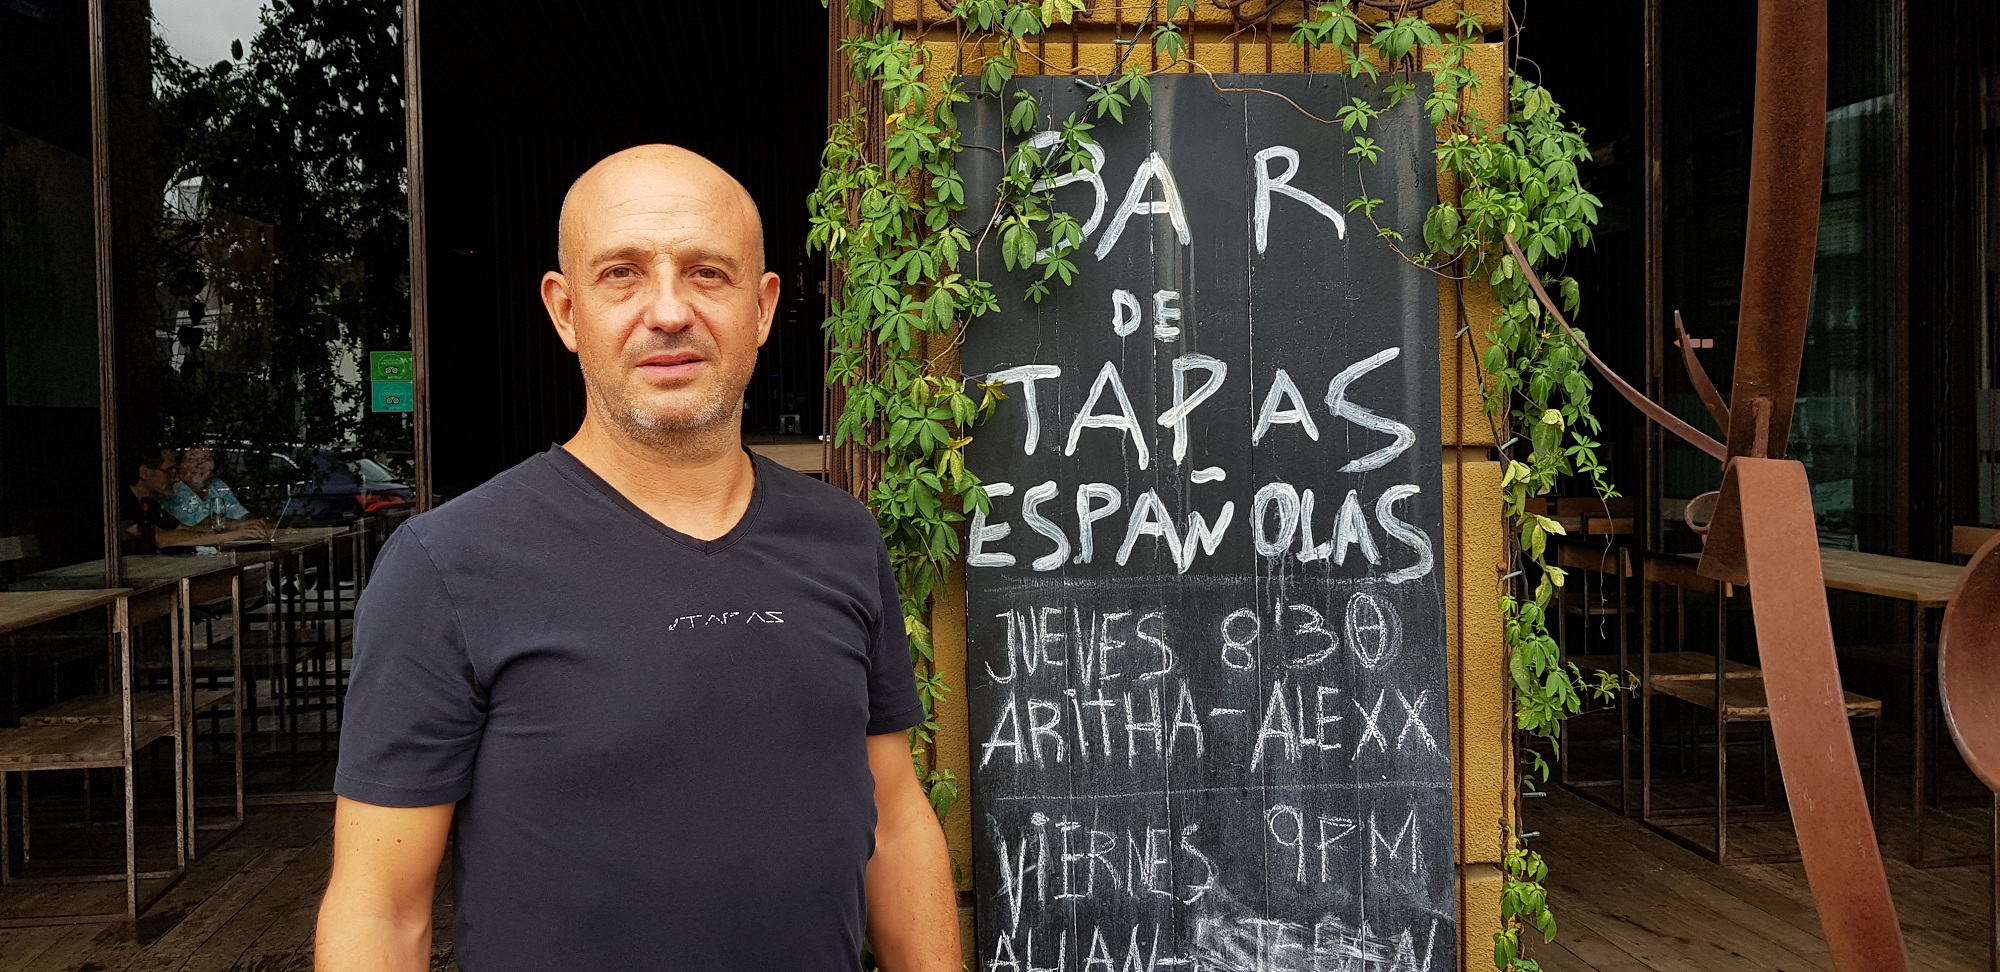 BAR
DE
TAPAS
ESPAÑOLAS
JUEVES 8'30
ARITHA-ALEXX
VIERNES 9PM
TAPAS